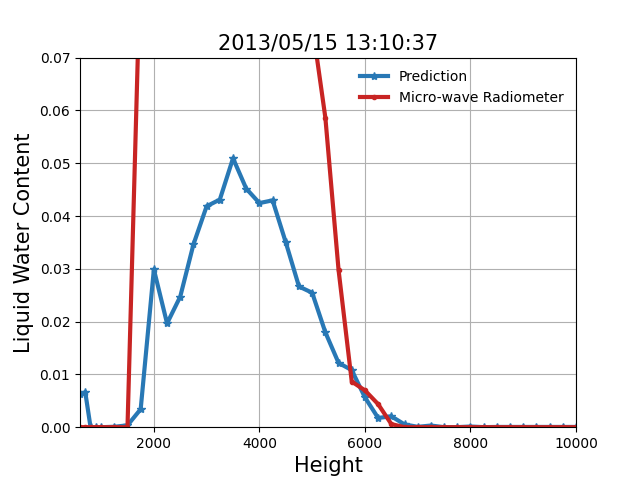 2013/05/15 13:10:37
0.07
0.06
0.05
0.04
0.03
0.02
0.01
0.00
Liquid Water Content
Prediction
Micro-wave Radiometer
2000 4000 6000 8000 10000
Height